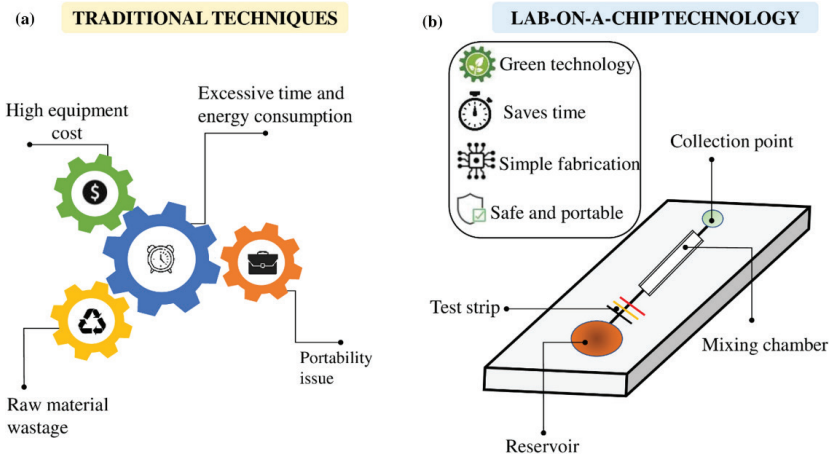 (a)
TRADITIONAL TECHNIQUES
High equipment
cost
Excessive time and
energy consumption
$
Portability
issue
Raw material
wastage
(b)
LAB-ON-A-CHIP TECHNOLOGY
Green technology
Saves time
Simple fabrication
Safe and portable
Collection point
Test strip
Mixing chamber
Reservoir